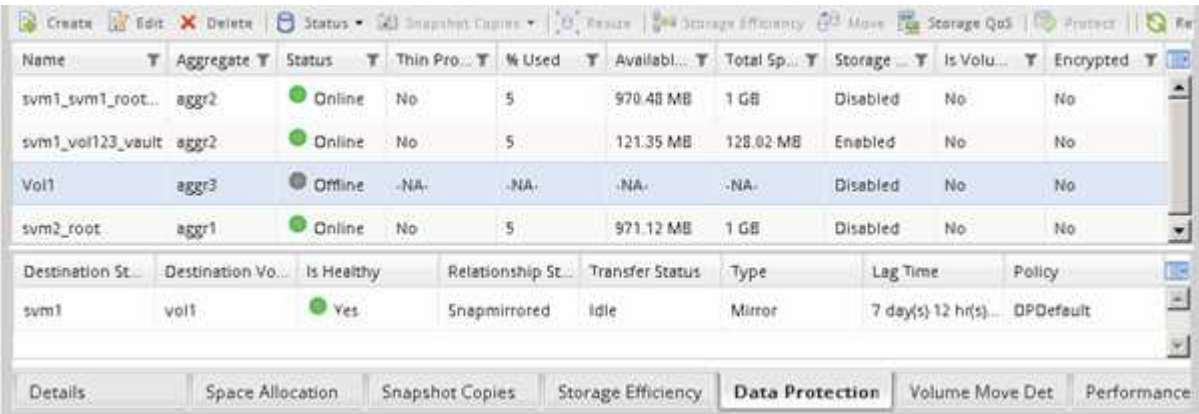 Create Edit Delete Status Snapshot Copies Resize Storage Efficiency Move Storage QoS Protect Re
Name Aggregate Status Thin Pro... % Used Availabl... Total Sp... Storage ... Is Volu... Encrypted
svm1_svm1_root... aggr2 Online No 5 970.48 MB 1 GB Disabled No No
svm1_vol123_vault aggr2 Online No 5 121.35 MB 128.02 MB Enabled No No
Vol1 aggr3 Offline -NA- -NA- -NA- -NA- Disabled No No
svm2_root aggr1 Online No 5 971.12 MB 1 GB Disabled No No
Destination St... Destination Vo... Is Healthy Relationship St... Transfer Status Type Lag Time Policy
svm1 vol1 Yes Snapmirrored Idle Mirror 7 day(s) 12 hr(s)... DPDefault
Details Space Allocation Snapshot Copies Storage Efficiency Data Protection Volume Move Det Performance